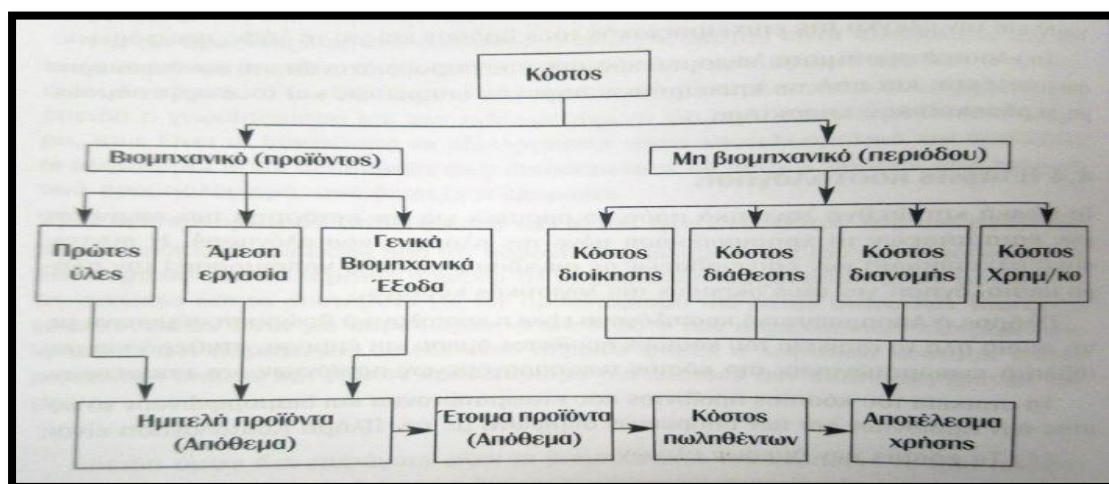 Κόστος
Βιομηχανικό (προϊόντος)
Μη βιομηχανικό (περιόδου)
Πρώτες
ύλες
Άμεση
εργασία
Γενικά
Βιομηχανικά
Έξοδα
Κόστος
διοίκησης
Κόστος
διάθεσης
Κόστος
διανομής
Κόστος
Χρημ/κο
Ημιτελή προϊόντα
(Απόθεμα)
Έτοιμα προϊόντα
(Απόθεμα)
Κόστος
πωληθέντων
Αποτέλεσμα
χρήσης